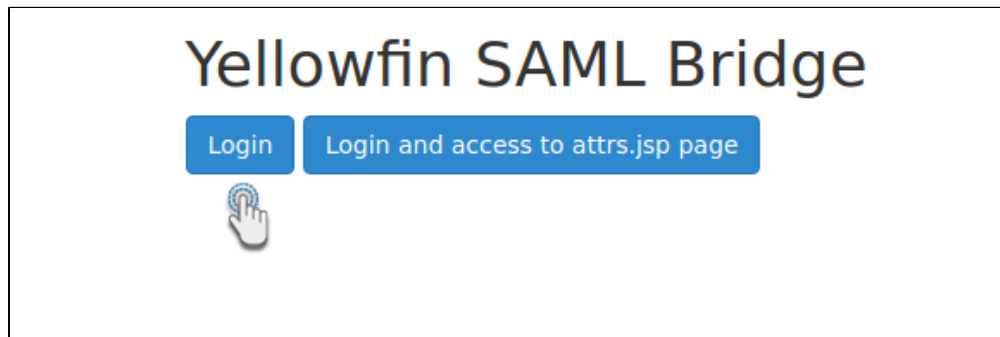 Yellowfin SAML Bridge
Login
Login and access to attrs.jsp page